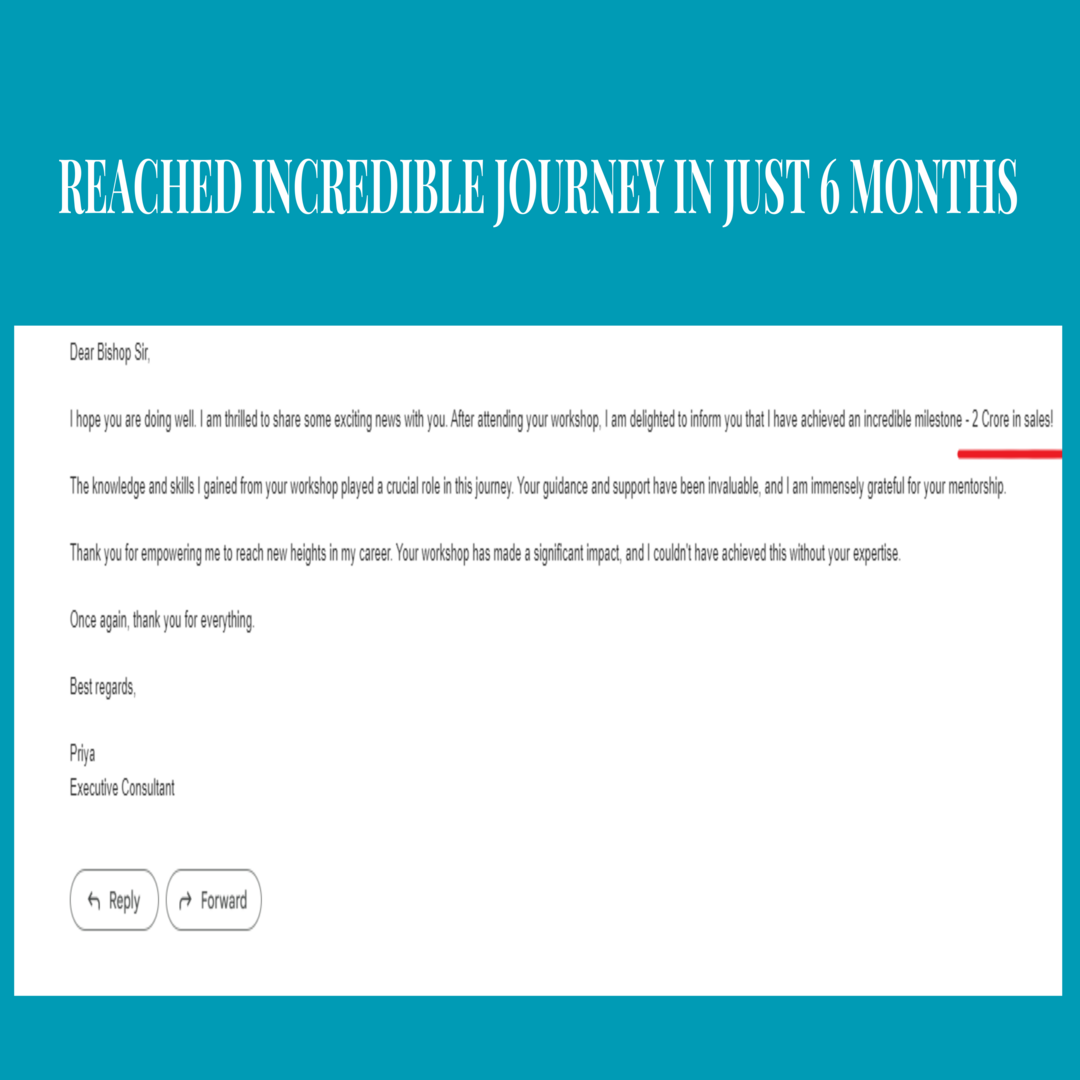 REACHED INCREDIBLE JOURNEY IN JUST 6 MONTHS
Dear Bishop Sir,
I hope you are doing well. I am thrilled to share some exciting news with you. After attending your workshop, I am delighted to inform you that I have achieved an incredible milestone - 2 Crore in sales!
The knowledge and skills I gained from your workshop played a crucial role in this journey. Your guidance and support have been invaluable, and I am immensely grateful for your mentorship.
Thank you for empowering me to reach new heights in my career. Your workshop has made a significant impact, and I couldn't have achieved this without your expertise.
Once again, thank you for everything.
Best regards,
Priya
Executive Consultant
Reply Forward